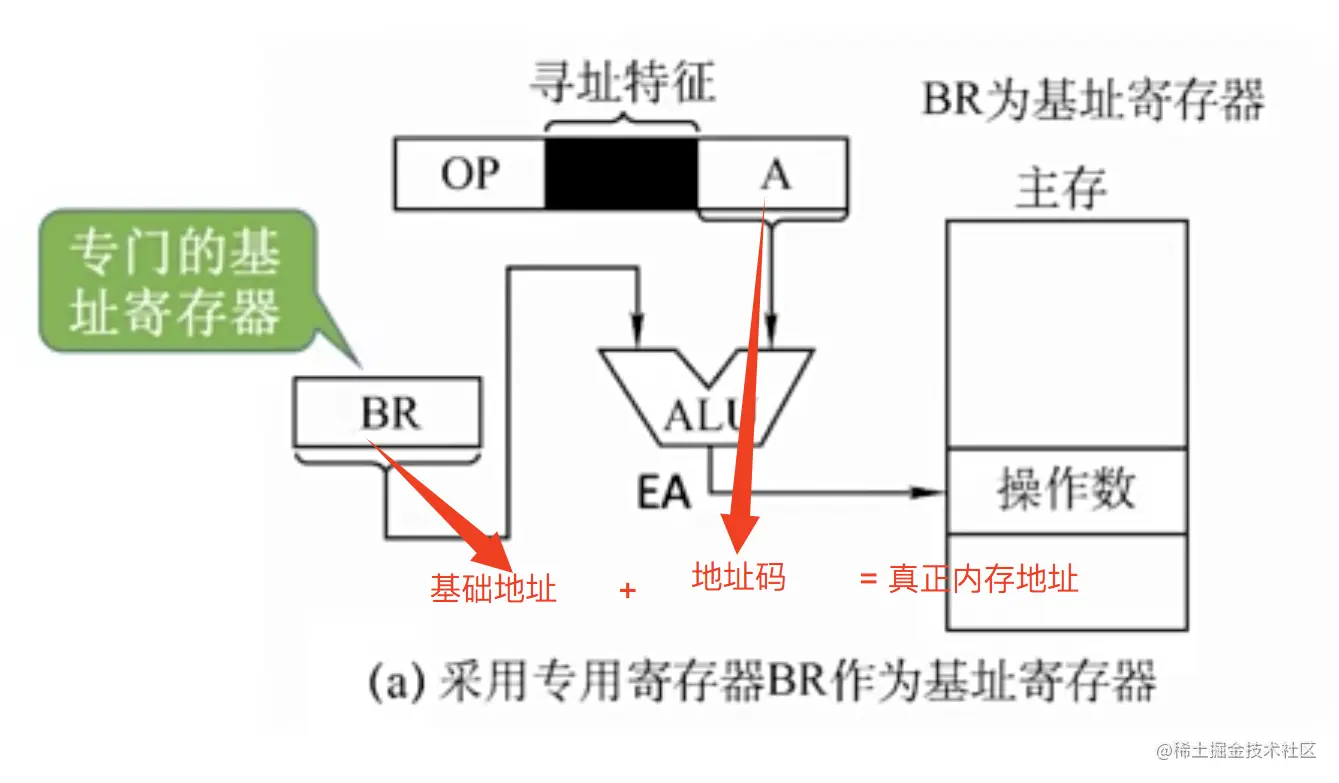 寻址特征
BR为基址寄存器
OP
A
主存
专门的基
址寄存器
BR
ALU
EA
操作数
基础地址 + 地址码 = 真正内存地址
(a) 采用专用寄存器BR作为基址寄存器
@稀土掘金技术社区